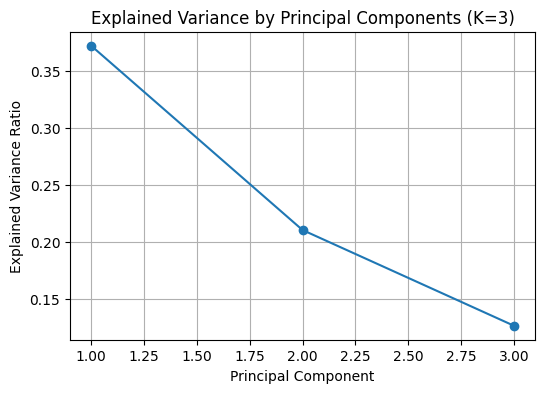 Explained Variance by Principal Components (K=3)
Explained Variance Ratio
0.35
0.30
0.25
0.20
0.15
1.00 1.25 1.50 1.75 2.00 2.25 2.50 2.75 3.00
Principal Component